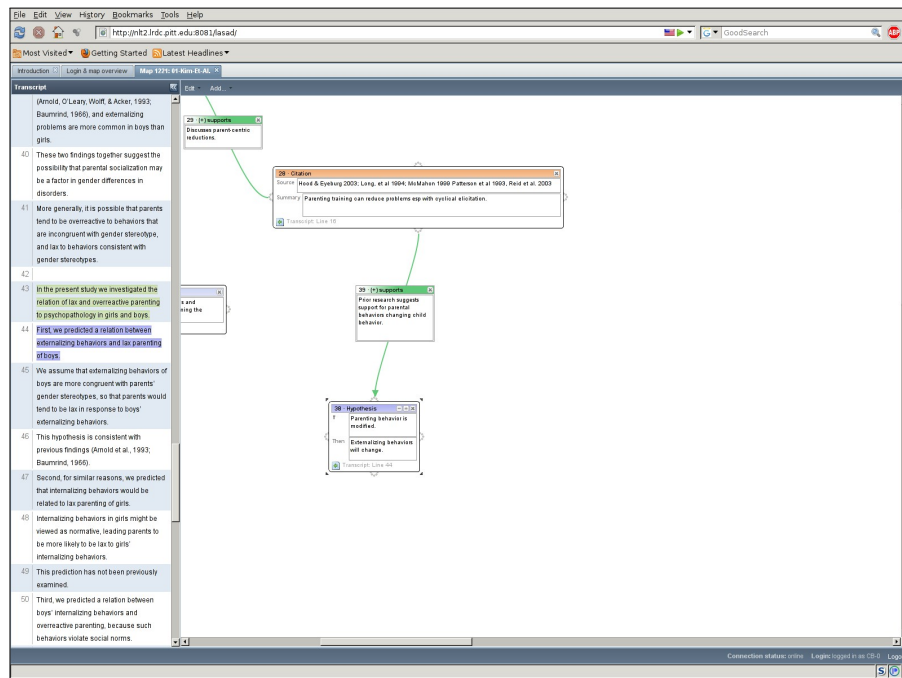 File Edit View History Bookmarks Tools Help
http://nlt2.lrdc.pitt.edu:8081/lasad/
GoodSearch
ABP
Most Visited Getting Started Latest Headlines
Introduction Login & map overview Map 1221: 01-Kim-Et-Al.
Transcript
Edit Add...
(Arnold, O'Leary, Wolff, & Acker, 1993;
Baumrind, 1966), and externalizing
problems are more common in boys than
girls.
40 These two findings together suggest the
possibility that parental socialization may
be a factor in gender differences in
disorders.
41 More generally, it is possible that parents
tend to be overreactive to behaviors that
are incongruent with gender stereotype,
and lax to behaviors consistent with
gender stereotypes.
42
43 In the present study we investigated the
relation of lax and overreactive parenting
to psychopathology in girls and boys.
44 First, we predicted a relation between
externalizing behaviors and lax parenting
of boys.
45 We assume that externalizing behaviors of
boys are more congruent with parents'
gender stereotypes, so that parents would
tend to be lax in response to boys'
externalizing behaviors.
46 This hypothesis is consistent with
previous findings (Arnold et al., 1993;
Baumrind, 1966).
47 Second, for similar reasons, we predicted
that internalizing behaviors would be
related to lax parenting of girls.
48 Internalizing behaviors in girls might be
viewed as normative, leading parents to
be more likely to be lax to girls'
internalizing behaviors.
49 This prediction has not been previously
examined.
50 Third, we predicted a relation between
boys' internalizing behaviors and
overreactive parenting, because such
behaviors violate social norms.
29 - (+) supports
Discusses parent-centric
reductions.
28 - Citation
Source Hood & Eyeburg 2003; Long, et al 1994; McMahon 1999 Patterson et al 1993, Reid et al. 2003
Summary Parenting training can reduce problems esp with cyclical elicitation.
Transcript: Line 16
s and
ning the
39 - (+) supports
Prior research suggests
support for parental
behaviors changing child
behavior.
38 - Hypothesis
If Parenting behavior is
modified.
Then Externalizing behaviors
will change.
Transcript: Line 44
Connection status: online Login: logged in as CB-0 Logo
S